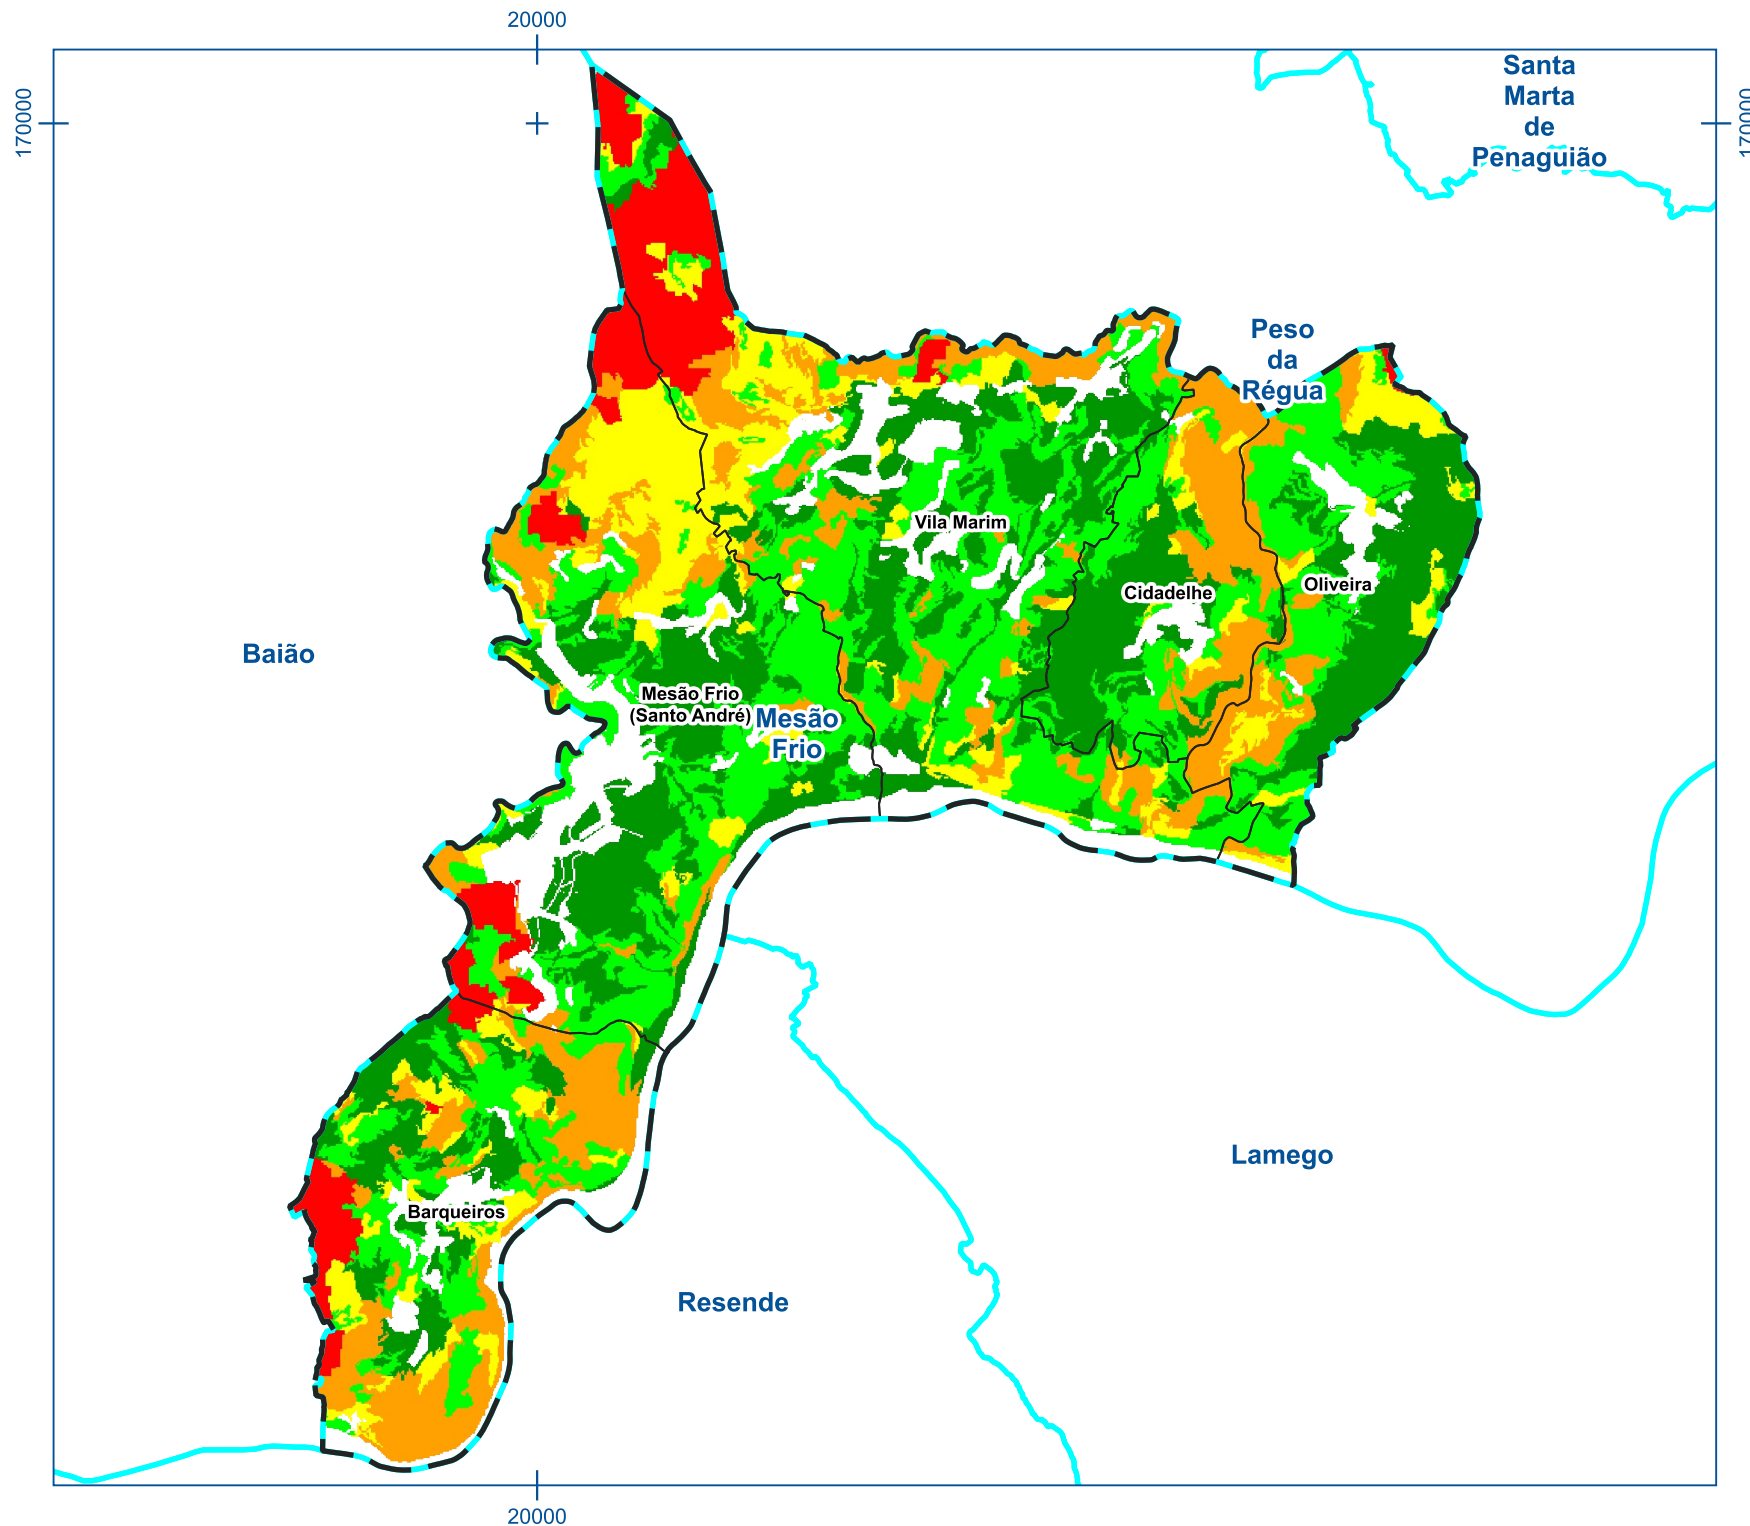 20000
170000
170000
Santa
Marta
de
Penaguião
Peso
da
Régua
Vila Marim
Cidadelhe
Oliveira
Baião
Mesão Frio
(Santo André)
Mesão
Frio
Lamego
Barqueiros
Resende
20000